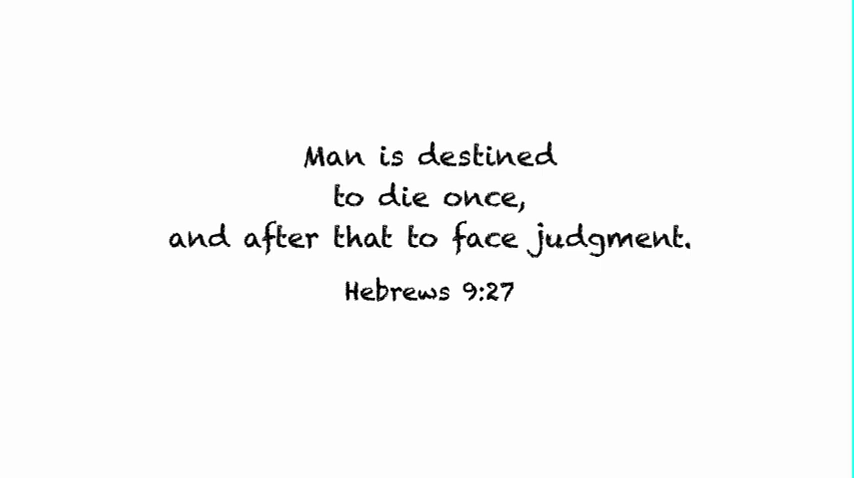 Man is destined
to die once,
and after that to face judgment.
Hebrews 9:27